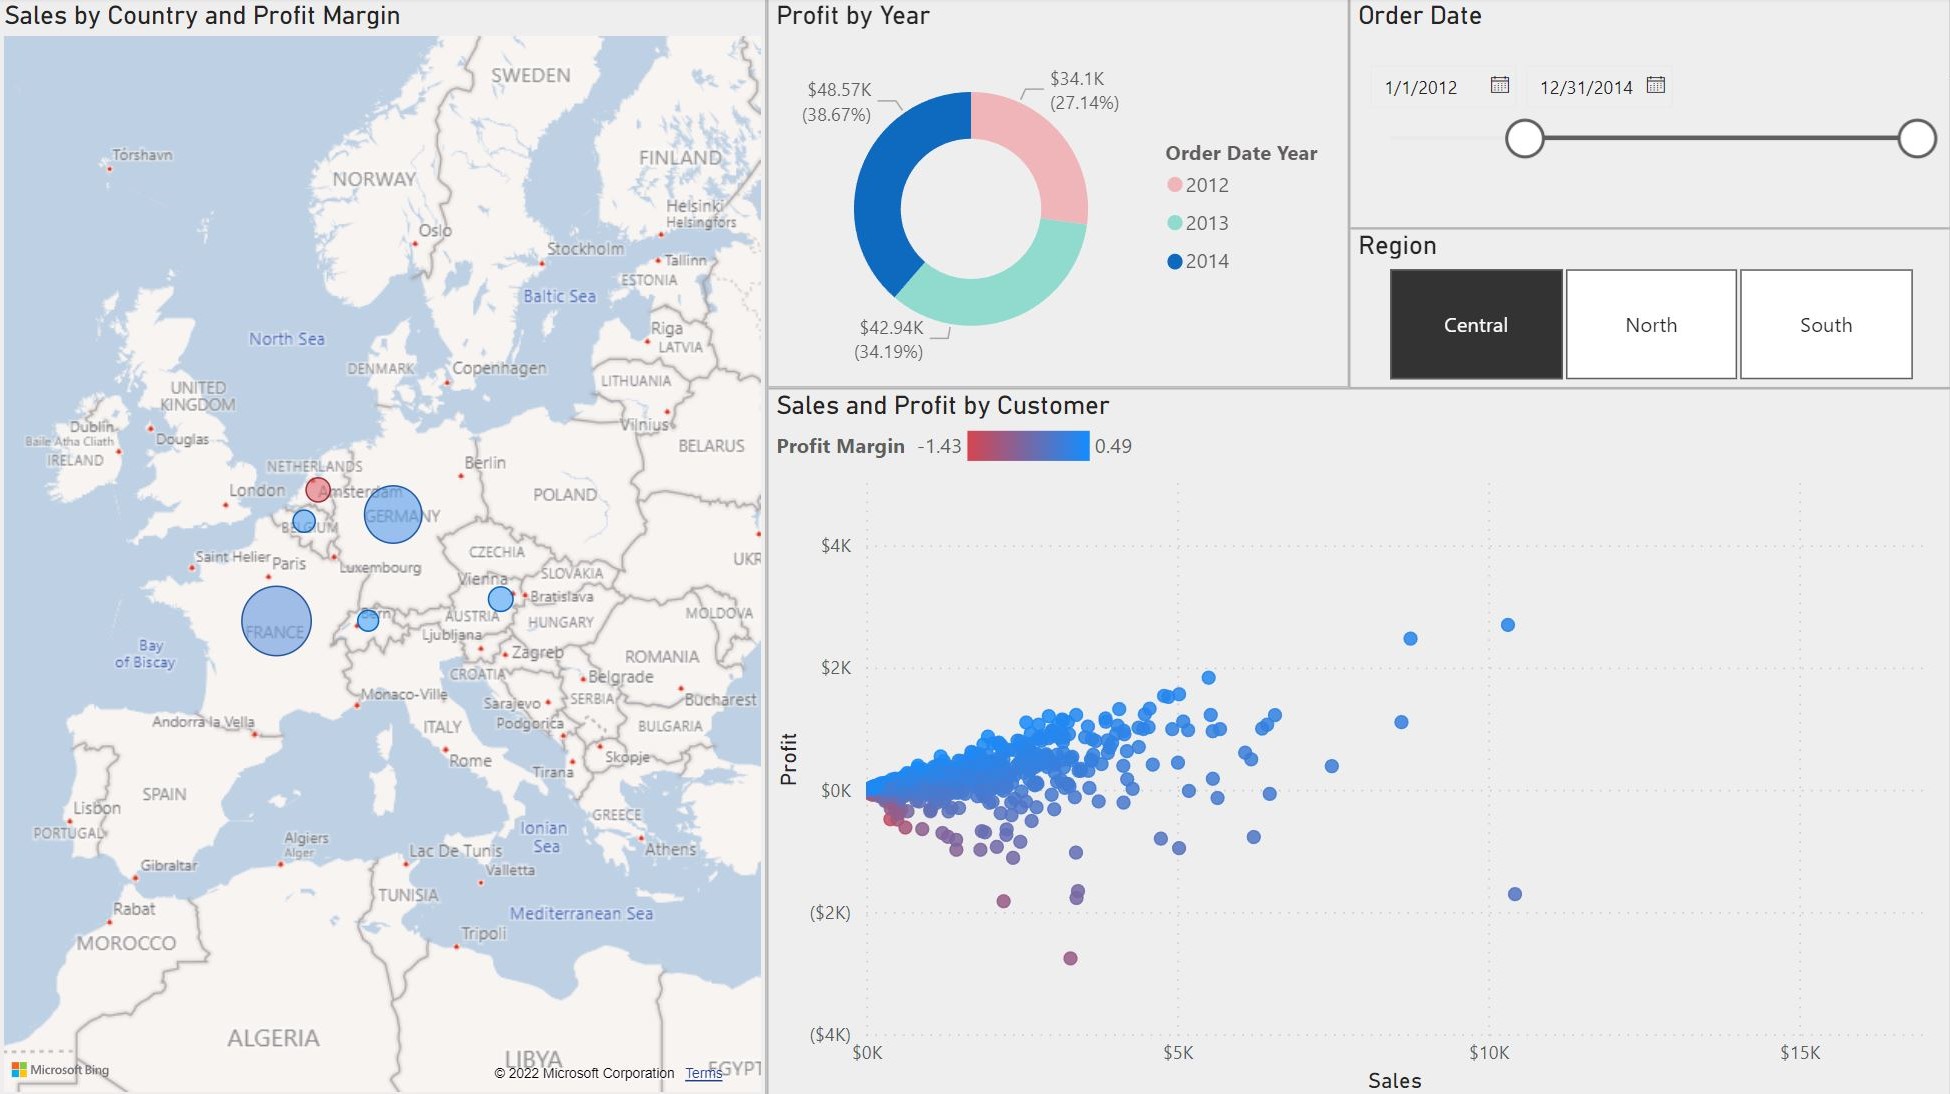 Sales by Country and Profit Margin
SWEDEN
Tórshavn
FINLAND
NORWAY
Helsinki
Helsingfors
Oslo
Stockholm
Tallinn
ESTONIA
Baltic Sea
North Sea
Riga
LATVIA
DENMARK
Copenhagen
LITHUANIA
UNITED
KINGDOM
Vilnius
Dublin
Baile Átha Cliath
IRELAND
Douglas
BELARUS
NETHERLANDS
Berlin
London
Amsterdam
POLAND
GERMANY
BELGIUM
CZECHIA
Saint Helier
Paris
Luxembourg
UKR
Vienna
SLOVAKIA
Bratislava
Bern
AUSTRIA
HUNGARY
MOLDOVA
FRANCE
Ljubljana
Bay
of Biscay
Zagreb
ROMANIA
CROATIA
Belgrade
Monaco-Ville
Sarajevo
SERBIA
Bucharest
Andorra la Vella
ITALY
Podgorica
BULGARIA
Rome
Skopje
Tirana
SPAIN
Lisbon
PORTUGAL
GREECE
Ionian
Sea
Algiers
Alger
Lac De Tunis
Athens
Gibraltar
Valletta
TUNISIA
Rabat
Mediterranean Sea
MOROCCO
Tripoli
ALGERIA
LIBYA
EGYPT
Microsoft Bing
© 2022 Microsoft Corporation Terms
Profit by Year
$48.57K
(38.67%)
$34.1K
(27.14%)
$42.94K
(34.19%)
Order Date Year
2012
2013
2014
Order Date
1/1/2012
12/31/2014
Region
Central
North
South
Sales and Profit by Customer
Profit Margin -1.43 0.49
Profit
$4K
$2K
$0K
($2K)
($4K)
$0K
$5K
$10K
$15K
Sales